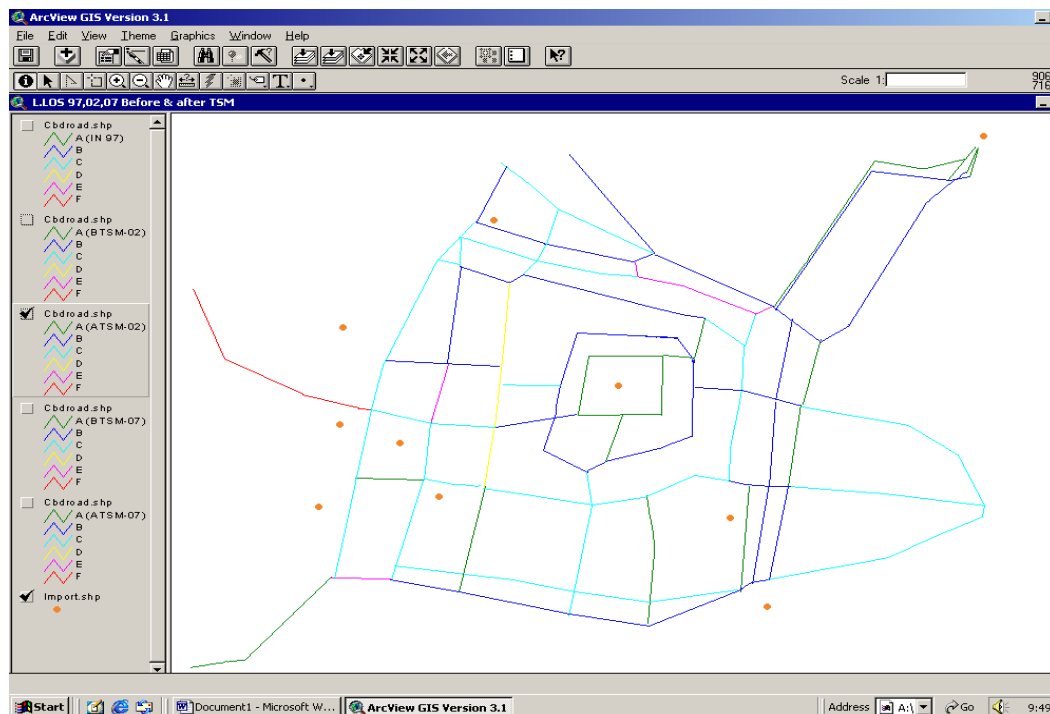 ArcView GIS Version 3.1
File Edit View Theme Graphics Window Help
Scale 1:
906
716
L.LOS 97,02,07 Before & after TSM
Cbdroad.shp
A (IN 97)
B
C
D
E
F
Cbdroad.shp
A (BTSM-02)
B
C
D
E
F
Cbdroad.shp
A (ATSM-02)
B
C
D
E
F
Cbdroad.shp
A (BTSM-07)
B
C
D
E
F
Cbdroad.shp
A (ATSM-07)
B
C
D
E
F
Import.shp
Start Document1 - Microsoft W... ArcView GIS Version 3.1 Address A:\ Go 9:49